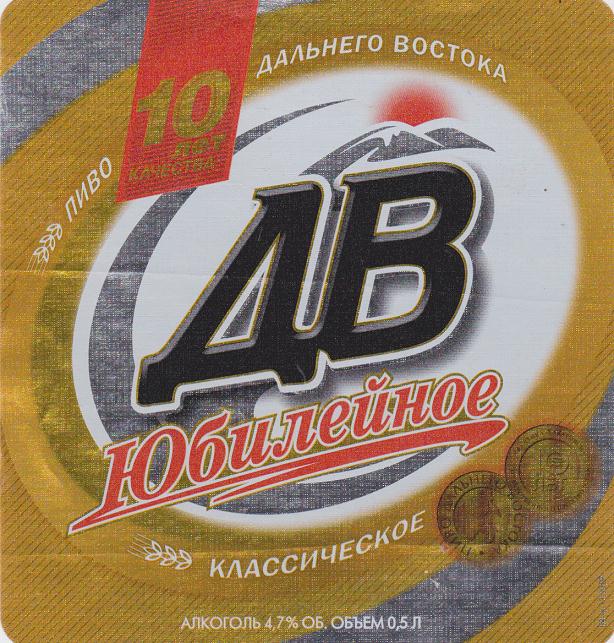 10
ЛЕТ
КАЧЕСТВА
ПИВО ДАЛЬНЕГО ВОСТОКА
ДВ
Юбилейное
КЛАССИЧЕСКОЕ
АЛКОГОЛЬ 4,7% ОБ. ОБЪЕМ 0,5 Л